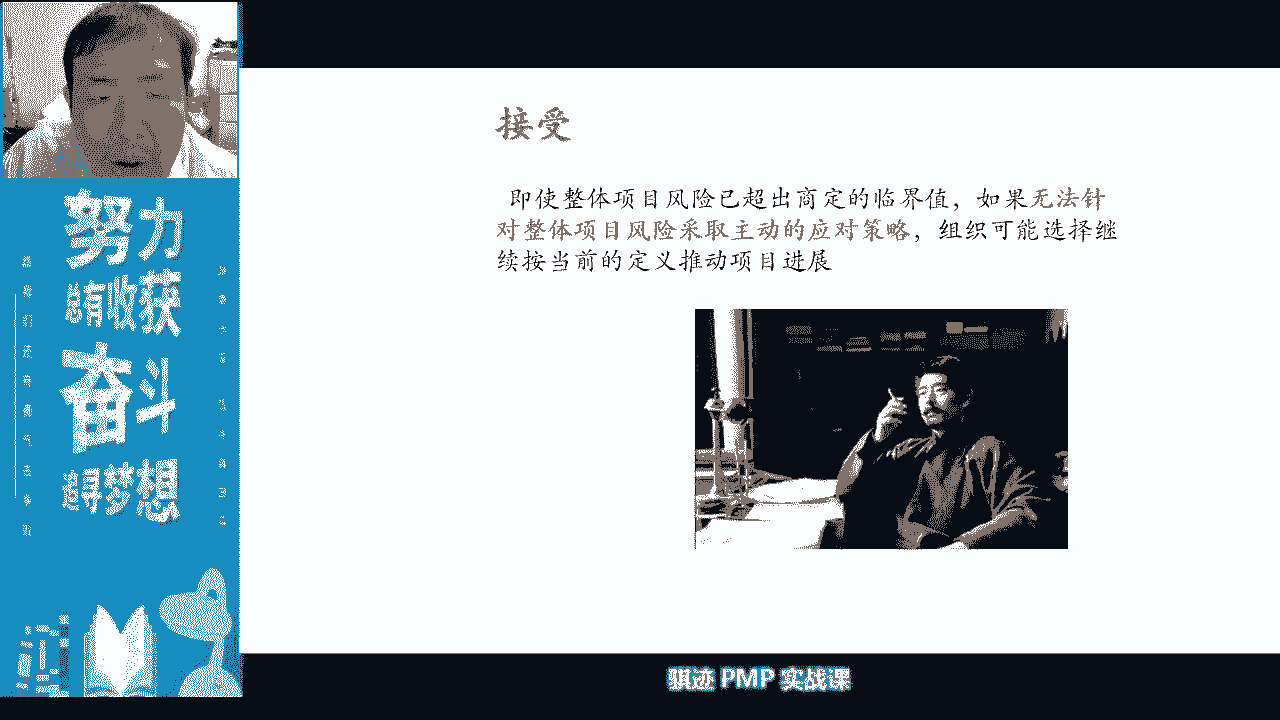 接受
即使整体项目风险已超出商定的临界值，如果无法针
对整体项目风险采取主动的应对策略，组织可能选择继
续按当前的定义推动项目进展
努力
总有收获
奋斗
追寻梦想
骐迹 PMP 实战课